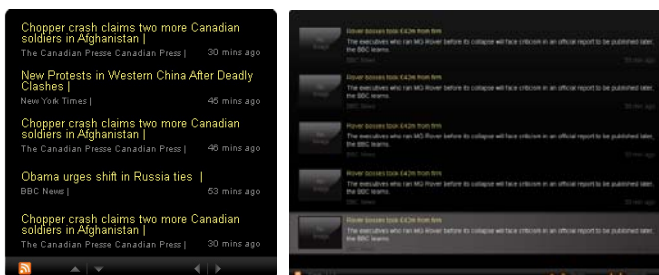 Chopper crash claims two more Canadian
soldiers in Afghanistan |
The Canadian Presse Canadian Press | 30 mins ago
New Protests in Western China After Deadly
Clashes |
New York Times | 45 mins ago
Chopper crash claims two more Canadian
soldiers in Afghanistan |
The Canadian Presse Canadian Press | 46 mins ago
Obama urges shift in Russia ties |
BBC News | 53 mins ago
Chopper crash claims two more Canadian
soldiers in Afghanistan |
The Canadian Presse Canadian Press | 30 mins ago
Rover bosses took £42m from firm
The executives who ran MG Rover before its collapse will face criticism in an official report to be published later,
the BBC learns.
BBC News
Rover bosses took £42m from firm
The executives who ran MG Rover before its collapse will face criticism in an official report to be published later,
the BBC learns.
BBC News
Rover bosses took £42m from firm
The executives who ran MG Rover before its collapse will face criticism in an official report to be published later,
the BBC learns.
BBC News
Rover bosses took £42m from firm
The executives who ran MG Rover before its collapse will face criticism in an official report to be published later,
the BBC learns.
BBC News
Rover bosses took £42m from firm
The executives who ran MG Rover before its collapse will face criticism in an official report to be published later,
the BBC learns.